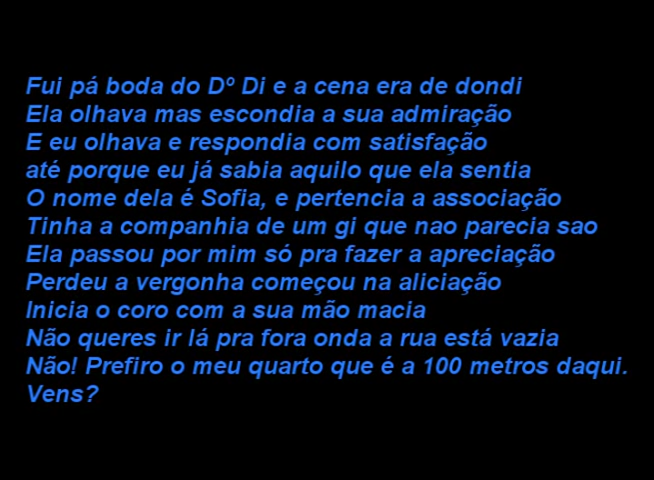 Fui pá boda do Dº Di e a cena era de dondi
Ela olhava mas escondia a sua admiração
E eu olhava e respondia com satisfação
até porque eu já sabia aquilo que ela sentia
O nome dela é Sofia, e pertencia a associação
Tinha a companhia de um gi que nao parecia sao
Ela passou por mim só pra fazer a apreciação
Perdeu a vergonha começou na aliciação
Inicia o coro com a sua mão macia
Não queres ir lá pra fora onda a rua está vazia
Não! Prefiro o meu quarto que é a 100 metros daqui.
Vens?